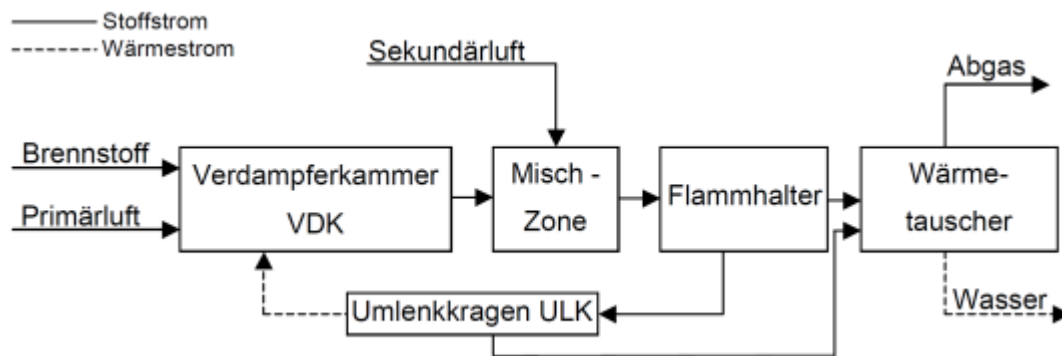 Stoffstrom
Wärmestrom
Sekundärluft
Abgas
Brennstoff
Primärluft
Verdampferkammer
VDK
Misch -
Zone
Flammhalter
Wärme-
tauscher
Umlenkkragen ULK
Wasser